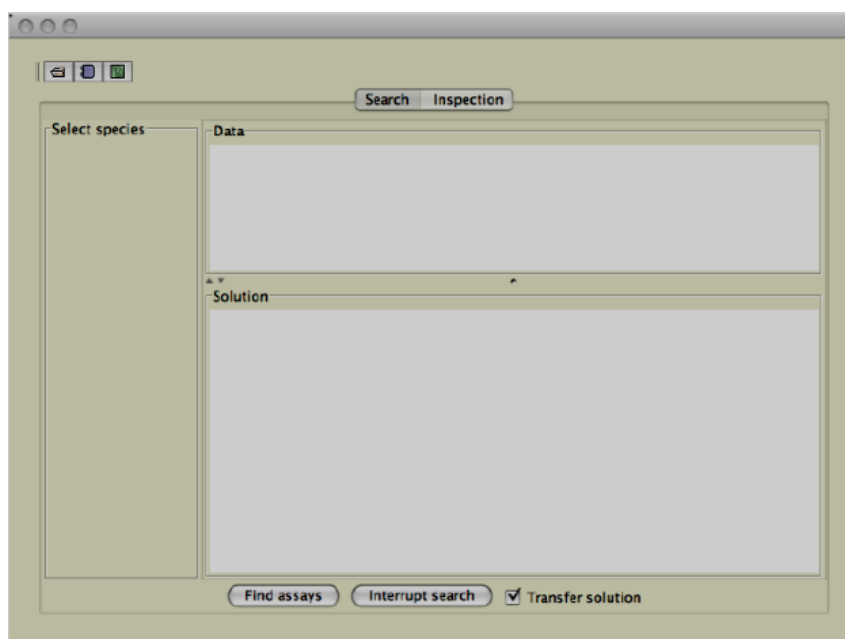 Search Inspection
Select species
Data
Solution
Find assays Interrupt search Transfer solution